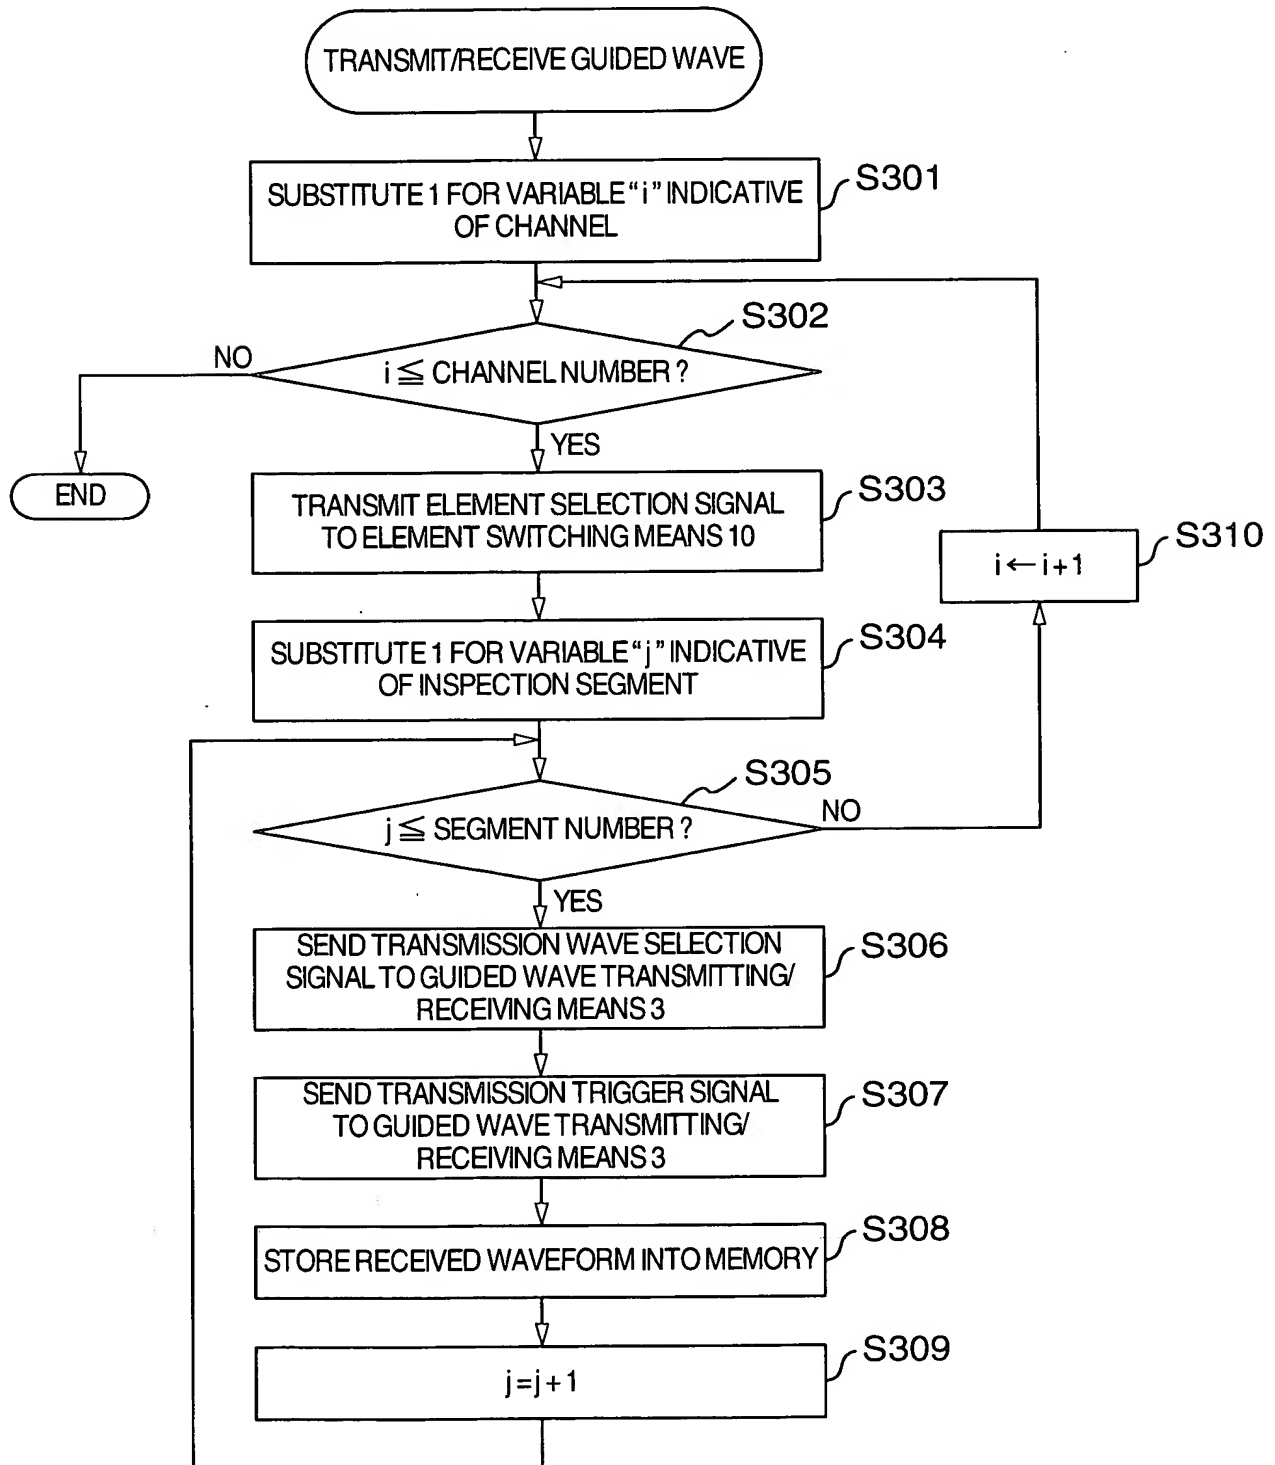 TRANSMIT/RECEIVE GUIDED WAVE
SUBSTITUTE 1 FOR VARIABLE "i" INDICATIVE
OF CHANNEL
S301
S302
NO
i ≦ CHANNEL NUMBER ?
YES
END
TRANSMIT ELEMENT SELECTION SIGNAL
TO ELEMENT SWITCHING MEANS 10
S303
i ← i+1
S310
SUBSTITUTE 1 FOR VARIABLE "j" INDICATIVE
OF INSPECTION SEGMENT
S304
S305
j ≦ SEGMENT NUMBER ?
NO
YES
SEND TRANSMISSION WAVE SELECTION
SIGNAL TO GUIDED WAVE TRANSMITTING/
RECEIVING MEANS 3
S306
SEND TRANSMISSION TRIGGER SIGNAL
TO GUIDED WAVE TRANSMITTING/
RECEIVING MEANS 3
S307
STORE RECEIVED WAVEFORM INTO MEMORY
S308
j=j+1
S309